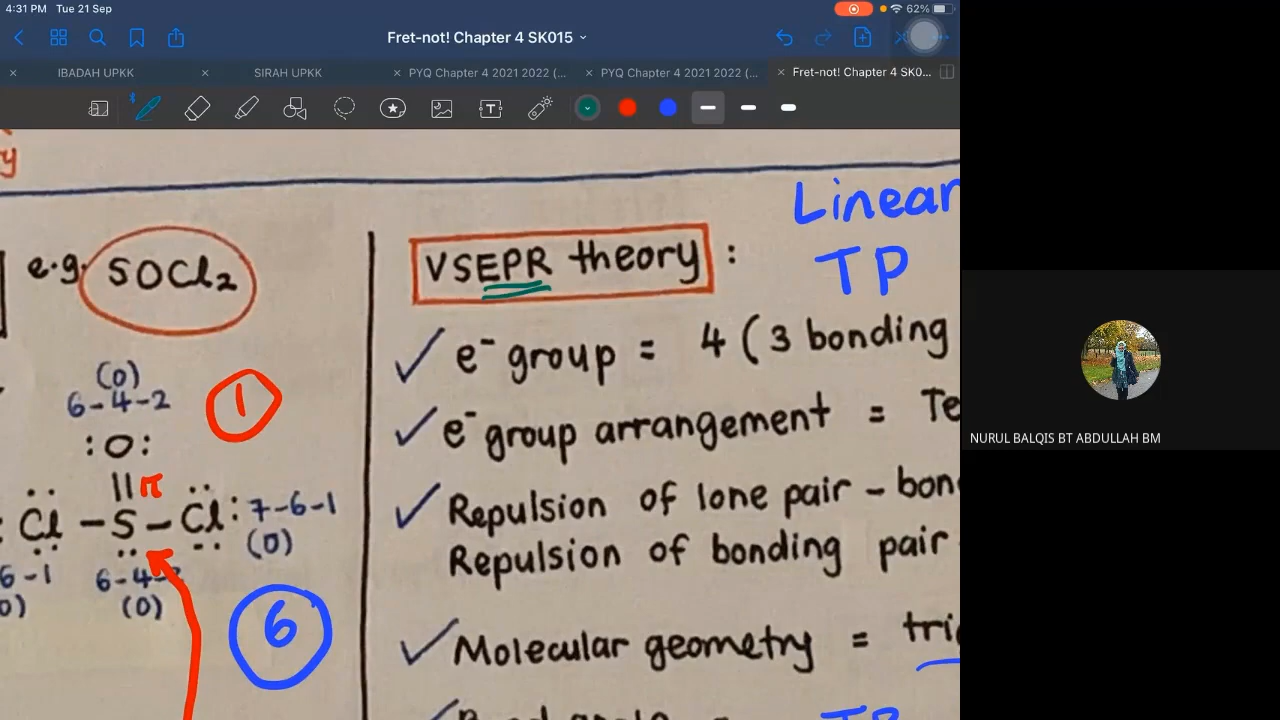 4:31 PM Tue 21 Sep
62%
Fret-not! Chapter 4 SK015
IBADAH UPKK
SIRAH UPKK
PYQ Chapter 4 2021 2022 (...
PYQ Chapter 4 2021 2022 (...
Fret-not! Chapter 4 SK0...
T
y
e.g. SOCl2
(0)
6-4-2
1
:O:
π
Cl - S - Cl: 7-6-1
(0)
6-1
6-4-2
(0)
6
Linear
VSEPR theory :
TP
✓ e⁻ group = 4 (3 bonding
✓ e⁻ group arrangement = Te
✓ Repulsion of lone pair - bon
Repulsion of bonding pair
✓ Molecular geometry = tri
TP
NURUL BALQIS BT ABDULLAH BM